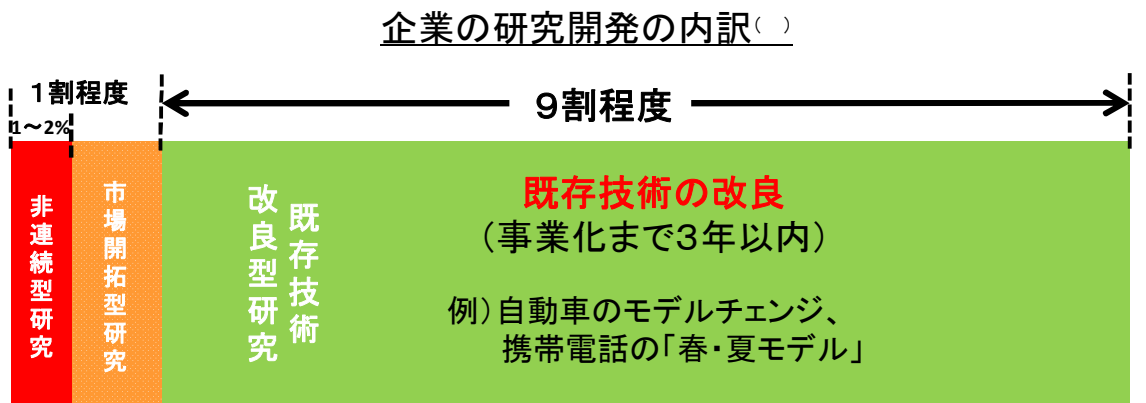 企業の研究開発の内訳( )
1割程度
9割程度
1～2%
非連続型研究
市場開拓型研究
既存技術
改良型研究
既存技術の改良
（事業化まで3年以内）
例）自動車のモデルチェンジ、
携帯電話の「春・夏モデル」